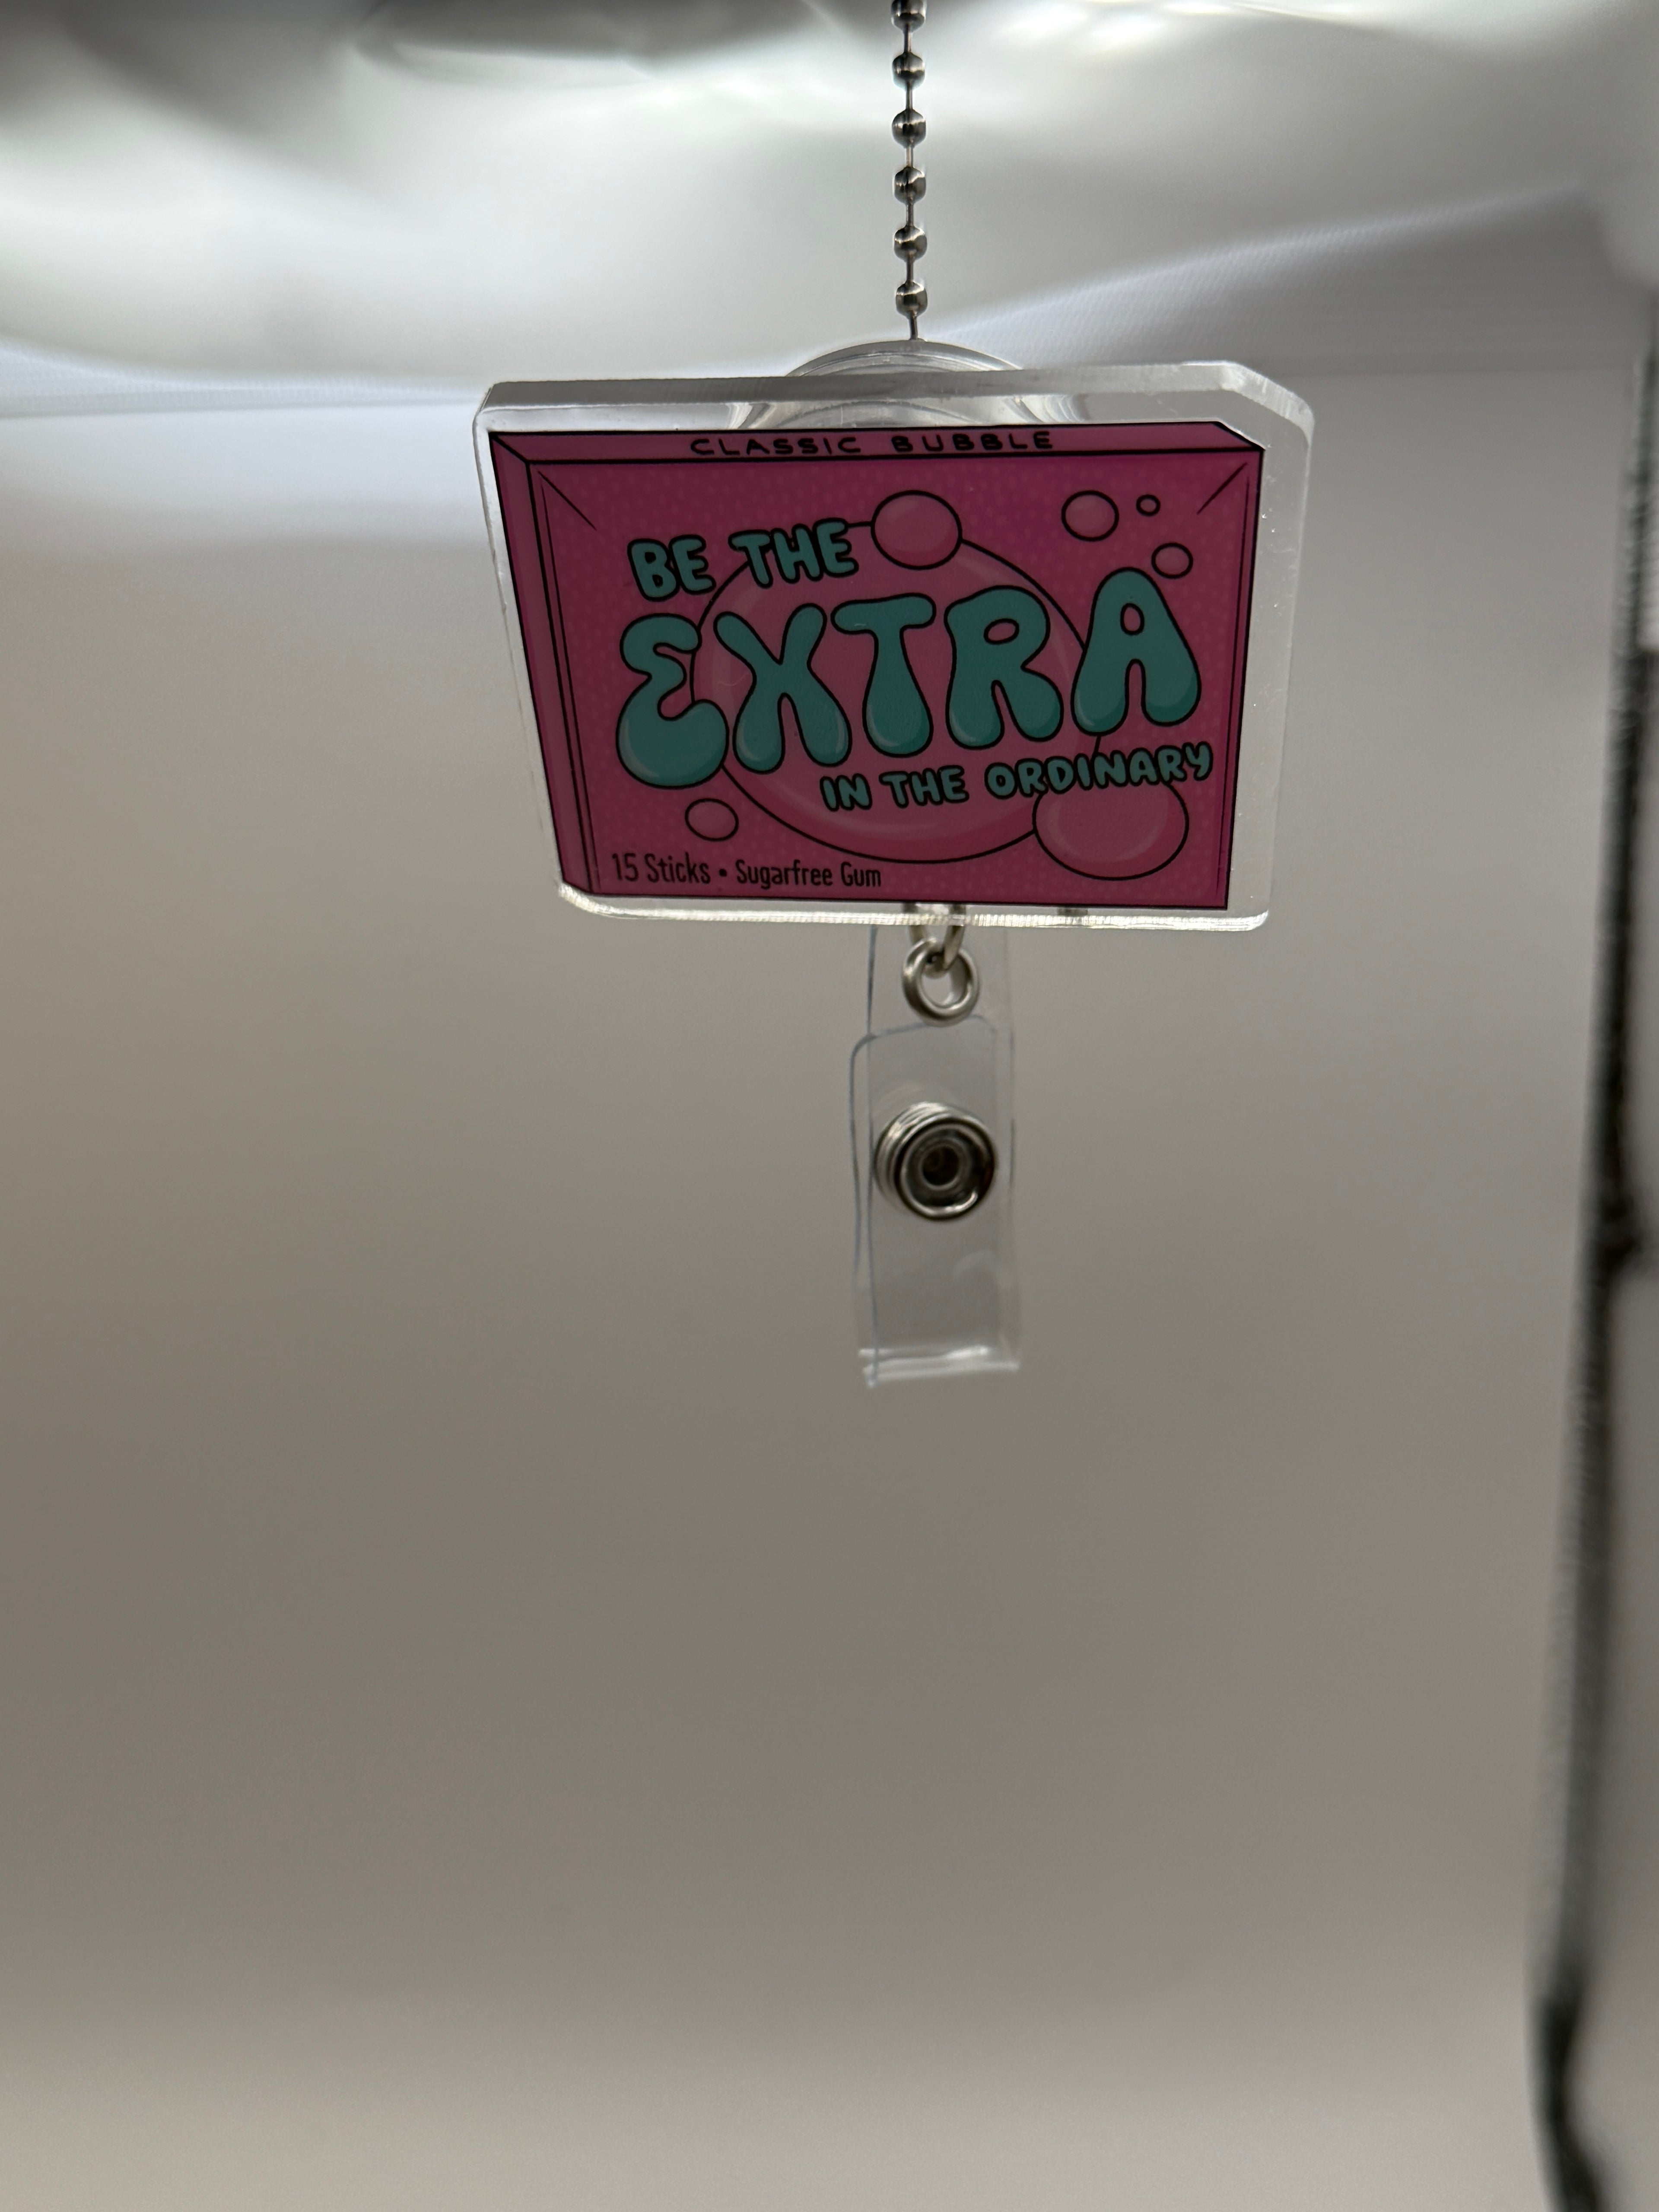 CLASSIC BUBBLE
BE THE
EXTRA
IN THE ORDINARY
15 Sticks • Sugarfree Gum